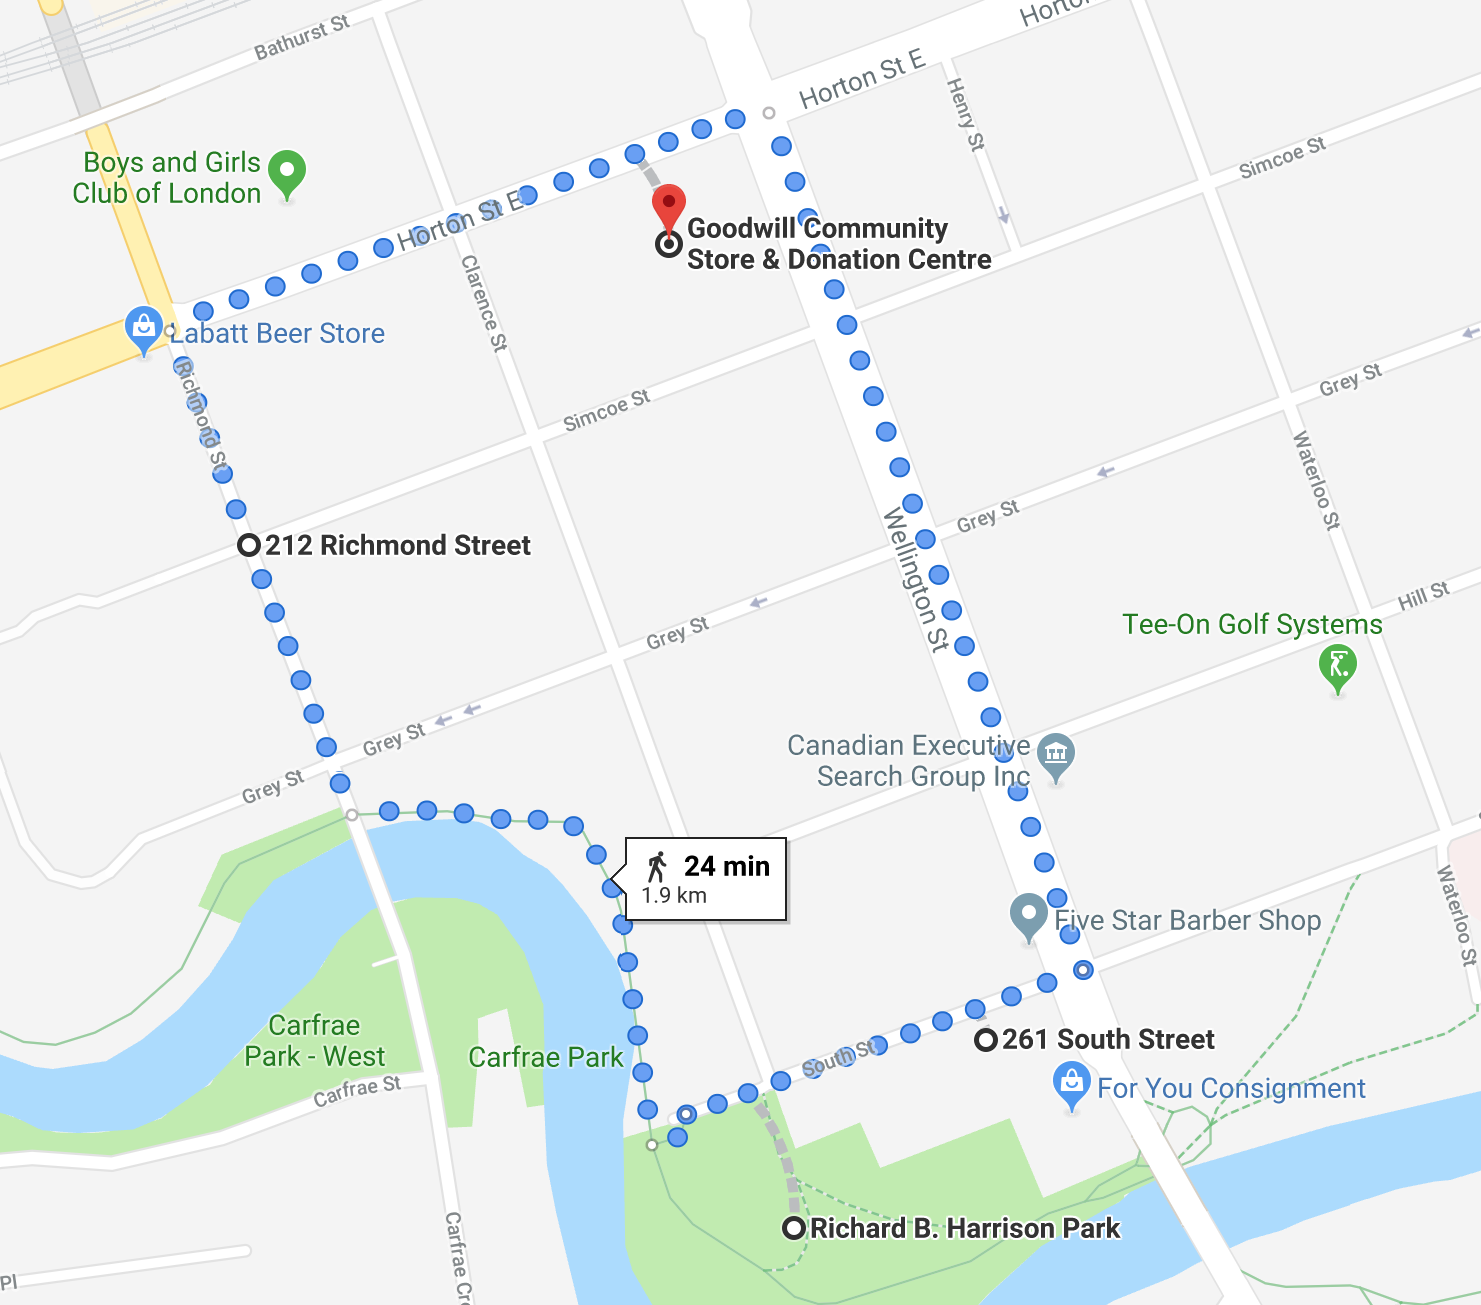 Bathurst St
Horton
Horton St E
Henry St
Simcoe St
Boys and Girls
Club of London
Horton St E
Goodwill Community
Store & Donation Centre
Clarence St
Labatt Beer Store
Richmond St
Simcoe St
Grey St
Waterloo St
Grey St
Wellington St
212 Richmond Street
Hill St
Tee-On Golf Systems
Grey St
Grey St
Grey St
Canadian Executive
Search Group Inc
24 min
1.9 km
Waterloo St
Five Star Barber Shop
Carfrae
Park - West
Carfrae Park
South St
261 South Street
Carfrae St
For You Consignment
Richard B. Harrison Park
Carfrae Cre
Pl